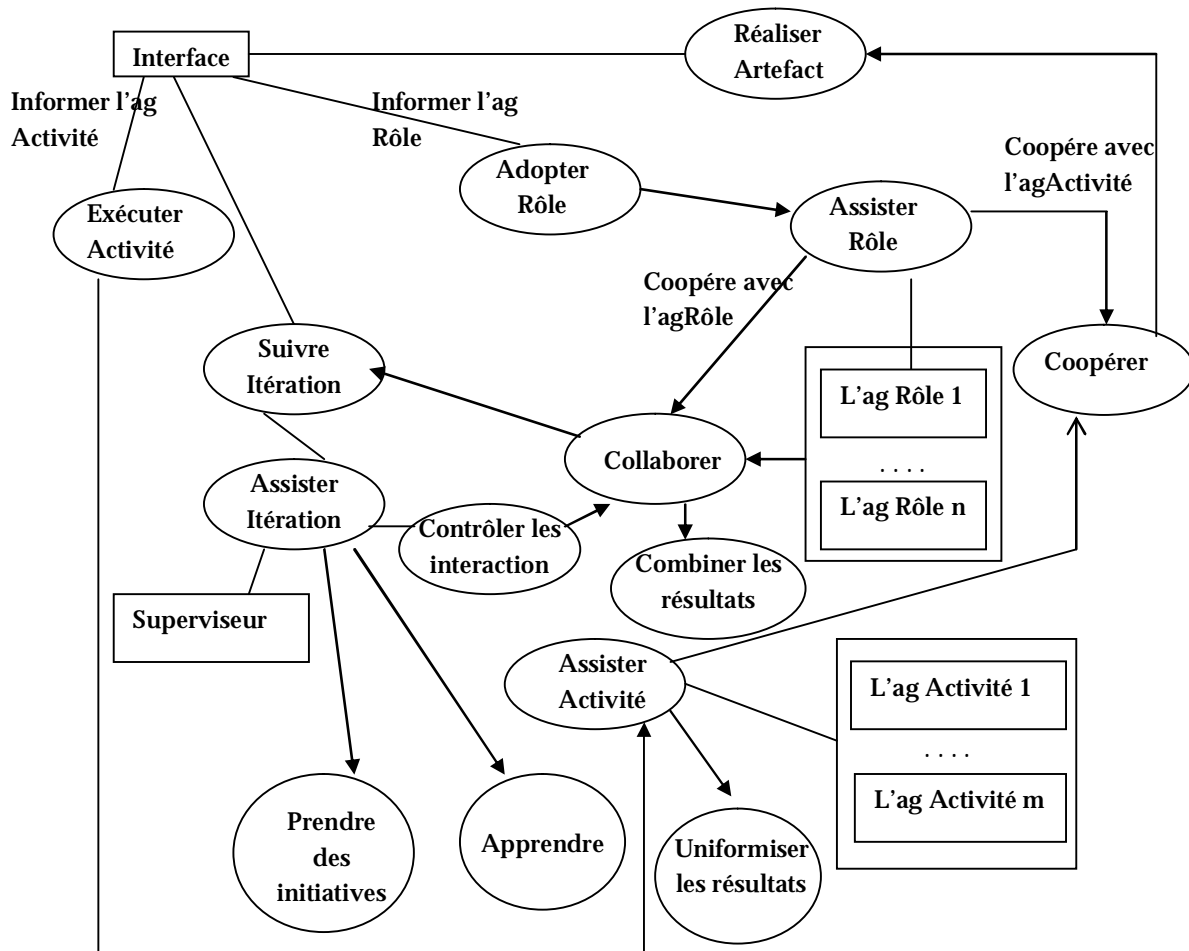 Réaliser
Artefact
Interface
Informer l'ag
Activité
Informer l'ag
Rôle
Coopére avec
l'agActivité
Adopter
Rôle
Assister
Rôle
Exécuter
Activité
Coopére avec
l'agRôle
Suivre
Itération
Coopérer
L'ag Rôle 1
. . . .
L'ag Rôle n
Collaborer
Assister
Itération
Contrôler les
interaction
Combiner les
résultats
Superviseur
Assister
Activité
L'ag Activité 1
. . . .
L'ag Activité m
Prendre
des
initiatives
Apprendre
Uniformiser
les résultats